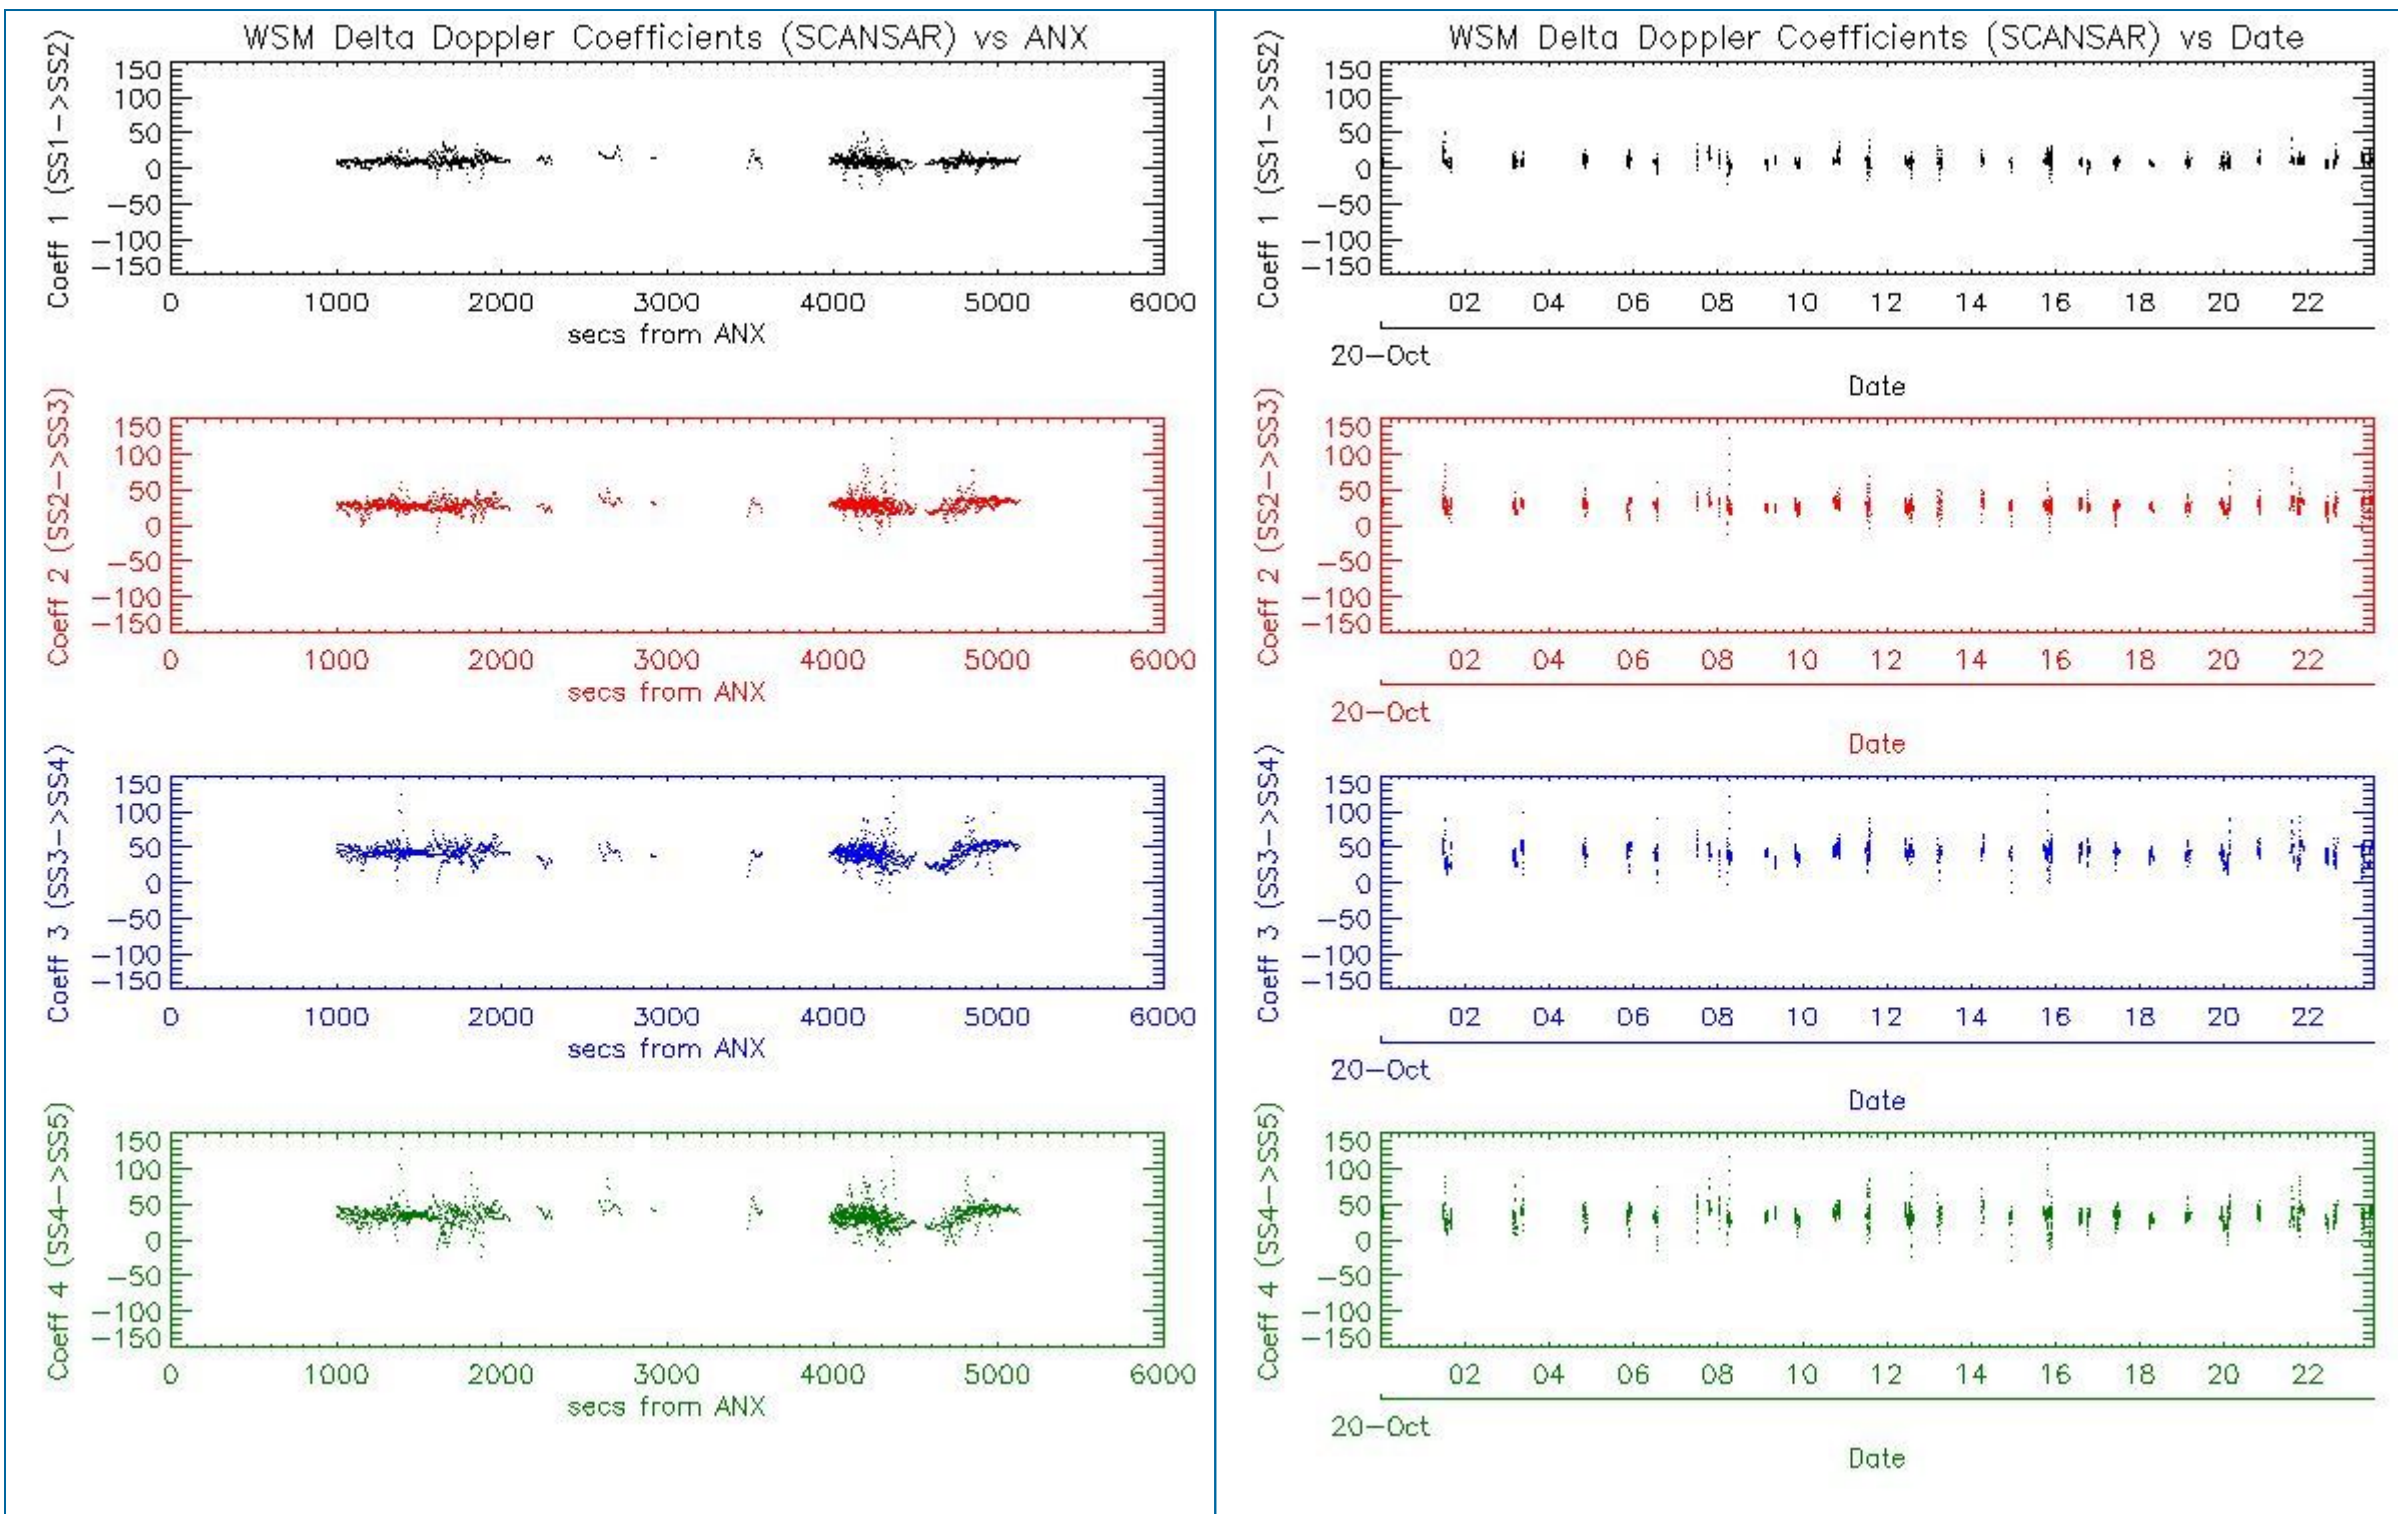 WSM Delta Doppler Coefficients (SCANSAR) vs ANX
Coeff 1 (SS1->SS2)
150
100
50
0
-50
-100
-150
0 1000 2000 3000 4000 5000 6000
secs from ANX
Coeff 2 (SS2->SS3)
150
100
50
0
-50
-100
-150
0 1000 2000 3000 4000 5000 6000
secs from ANX
Coeff 3 (SS3->SS4)
150
100
50
0
-50
-100
-150
0 1000 2000 3000 4000 5000 6000
secs from ANX
Coeff 4 (SS4->SS5)
150
100
50
0
-50
-100
-150
0 1000 2000 3000 4000 5000 6000
secs from ANX
WSM Delta Doppler Coefficients (SCANSAR) vs Date
Coeff 1 (SS1->SS2)
150
100
50
0
-50
-100
-150
02 04 06 08 10 12 14 16 18 20 22
20-Oct
Date
Coeff 2 (SS2->SS3)
150
100
50
0
-50
-100
-150
02 04 06 08 10 12 14 16 18 20 22
20-Oct
Date
Coeff 3 (SS3->SS4)
150
100
50
0
-50
-100
-150
02 04 06 08 10 12 14 16 18 20 22
20-Oct
Date
Coeff 4 (SS4->SS5)
150
100
50
0
-50
-100
-150
02 04 06 08 10 12 14 16 18 20 22
20-Oct
Date